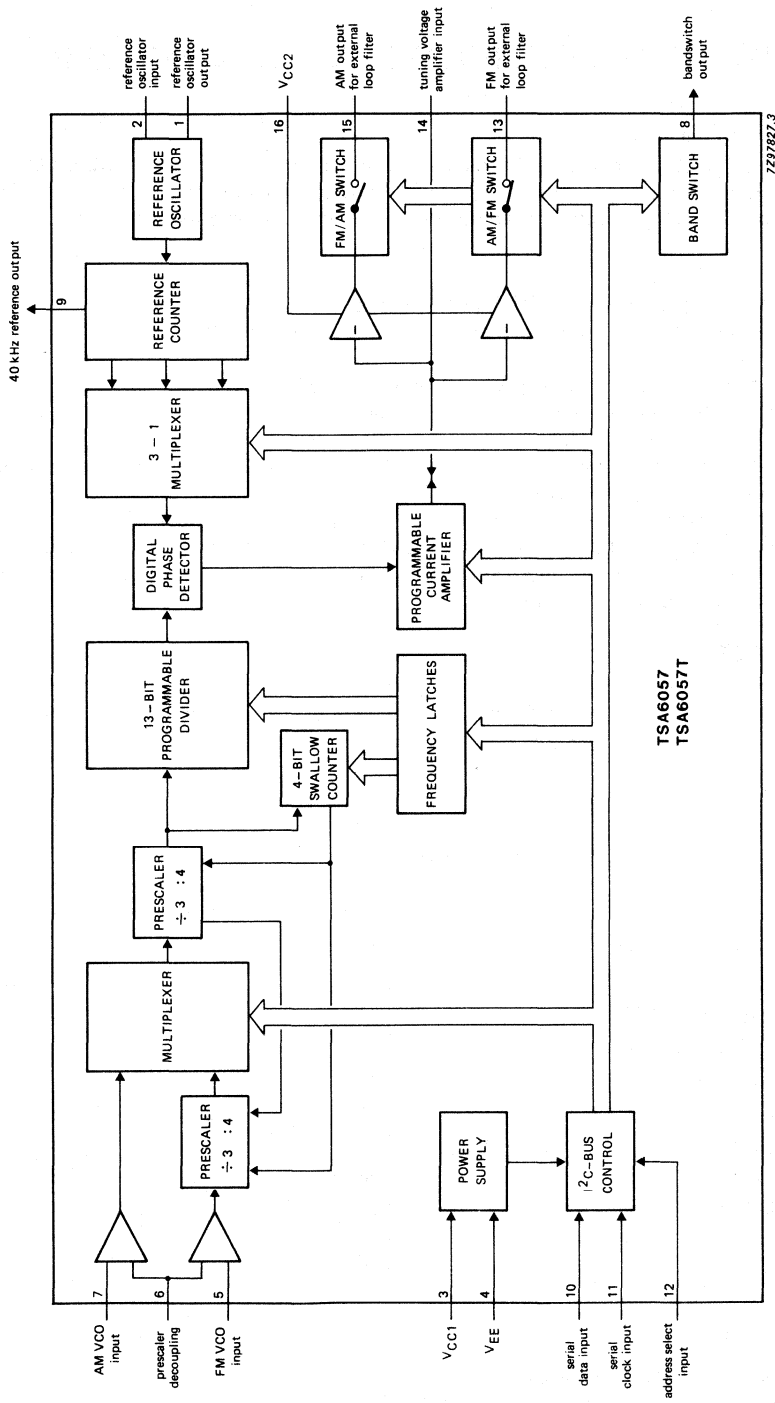 40 kHz reference output
9
reference
oscillator
input
reference
oscillator
output
2
1
REFERENCE
OSCILLATOR
REFERENCE
COUNTER
3 – 1
MULTIPLEXER
DIGITAL
PHASE
DETECTOR
13–BIT
PROGRAMMABLE
DIVIDER
PRESCALER
÷ 3 : 4
MULTIPLEXER
PRESCALER
÷ 3 : 4
4–BIT
SWALLOW
COUNTER
FREQUENCY LATCHES
PROGRAMMABLE
CURRENT
AMPLIFIER
AM VCO
input
7
prescaler
decoupling
6
FM VCO
input
5
VCC2
16
AM output
for external
loop filter
15
tuning voltage
amplifier input
14
FM output
for external
loop filter
13
FM/AM SWITCH
AM/FM SWITCH
–
–
bandswitch
output
8
BAND SWITCH
VCC1
3
VEE
4
POWER
SUPPLY
serial
data input
10
serial
clock input
11
address select
input
12
I²C-BUS
CONTROL
TSA6057
TSA6057T
7Z97827.3